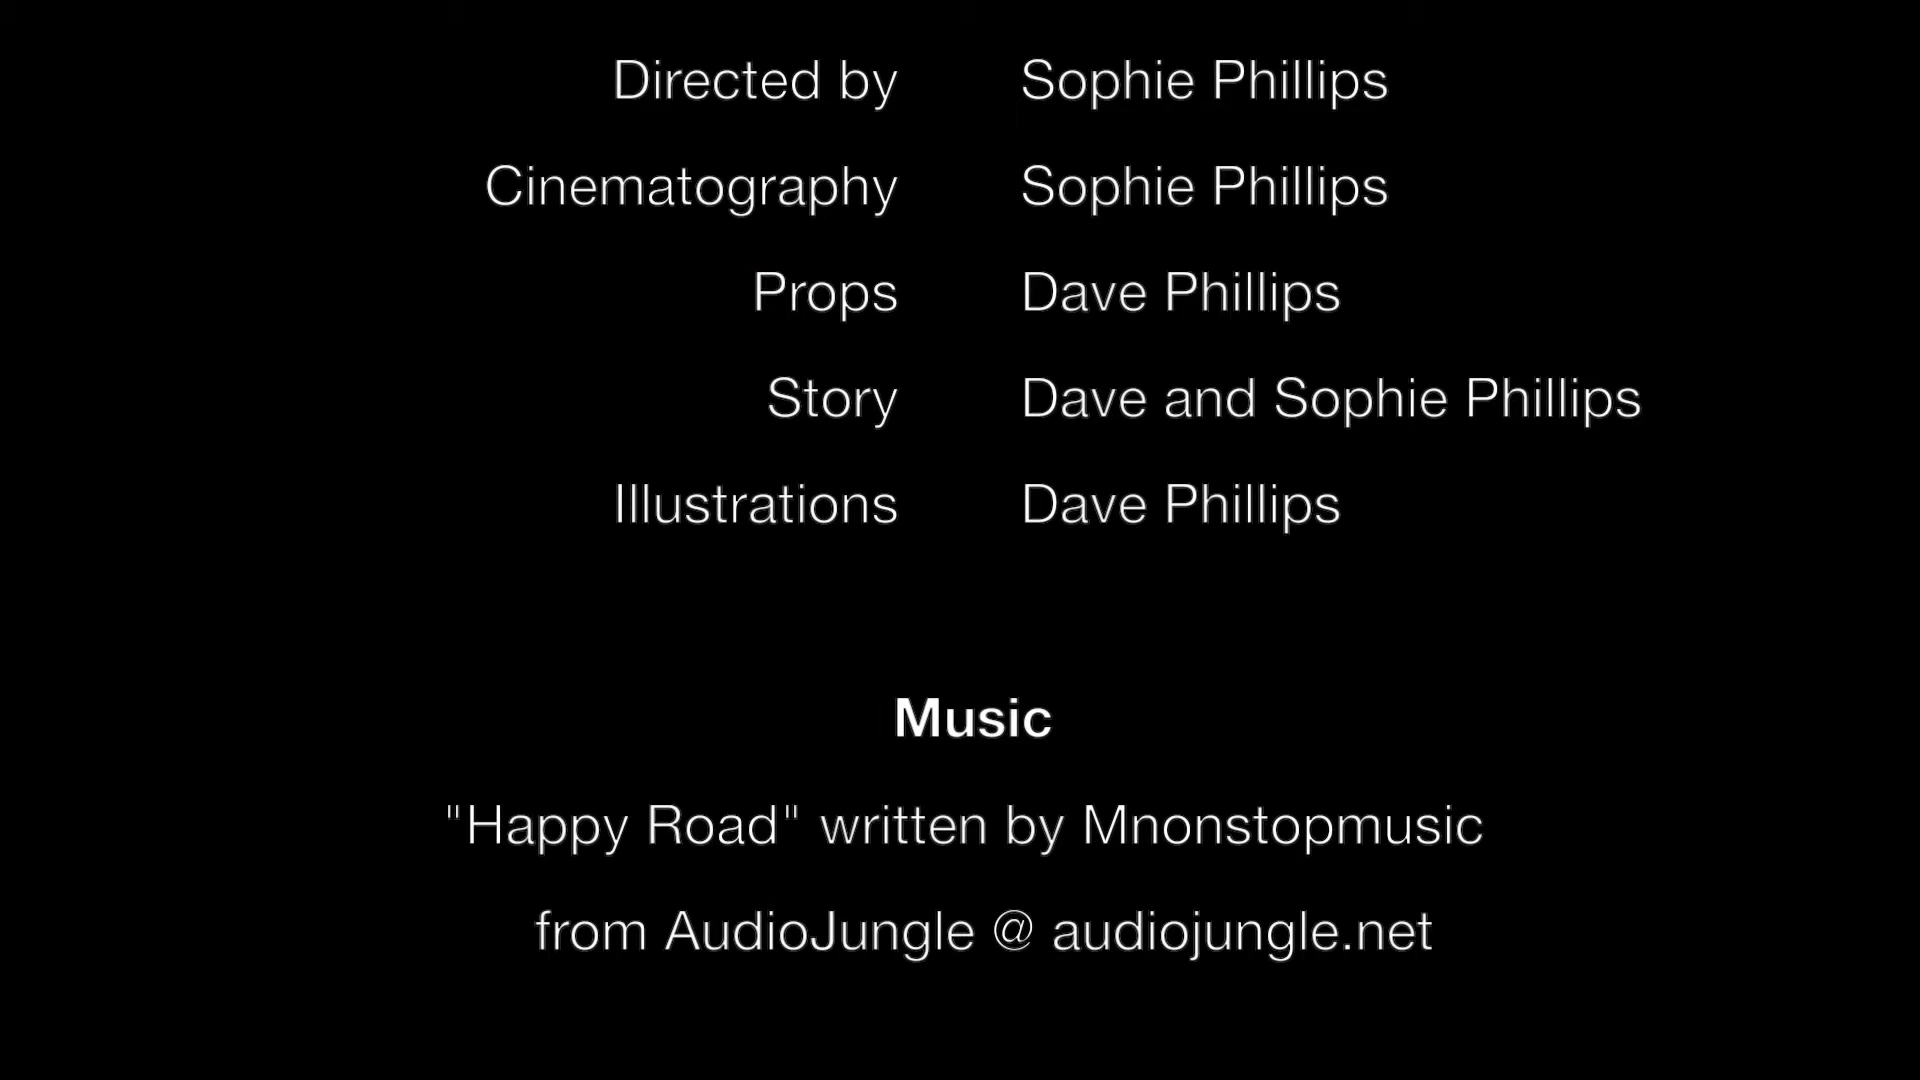 Directed by Sophie Phillips
Cinematography Sophie Phillips
Props Dave Phillips
Story Dave and Sophie Phillips
Illustrations Dave Phillips
Music
"Happy Road" written by Mnonstopmusic
from AudioJungle @ audiojungle.net